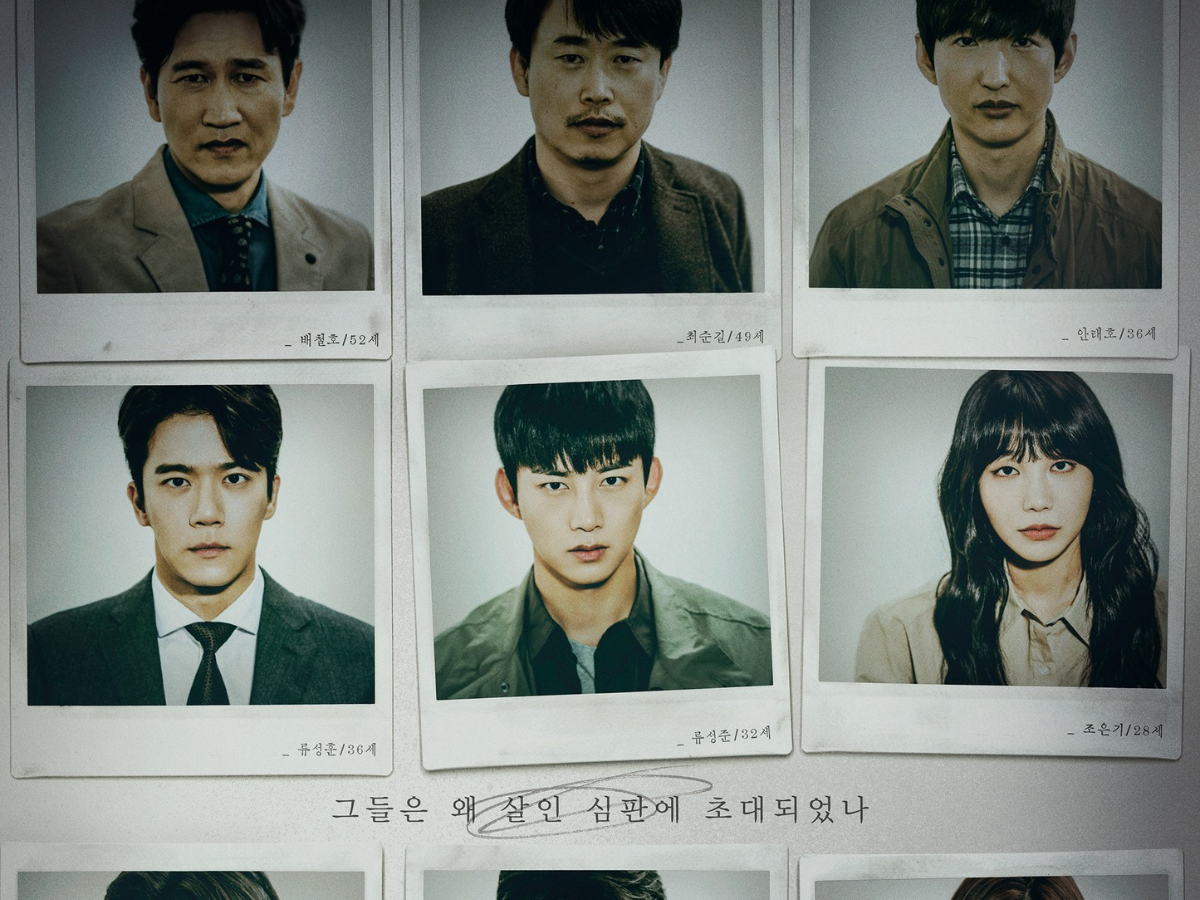 _ 배철호/52세
_최순길/49세
_ 안태호/36세
_ 류성훈/36세
_ 류성준/32세
_ 조은기/28세
그들은 왜 살인 심판에 초대되었나